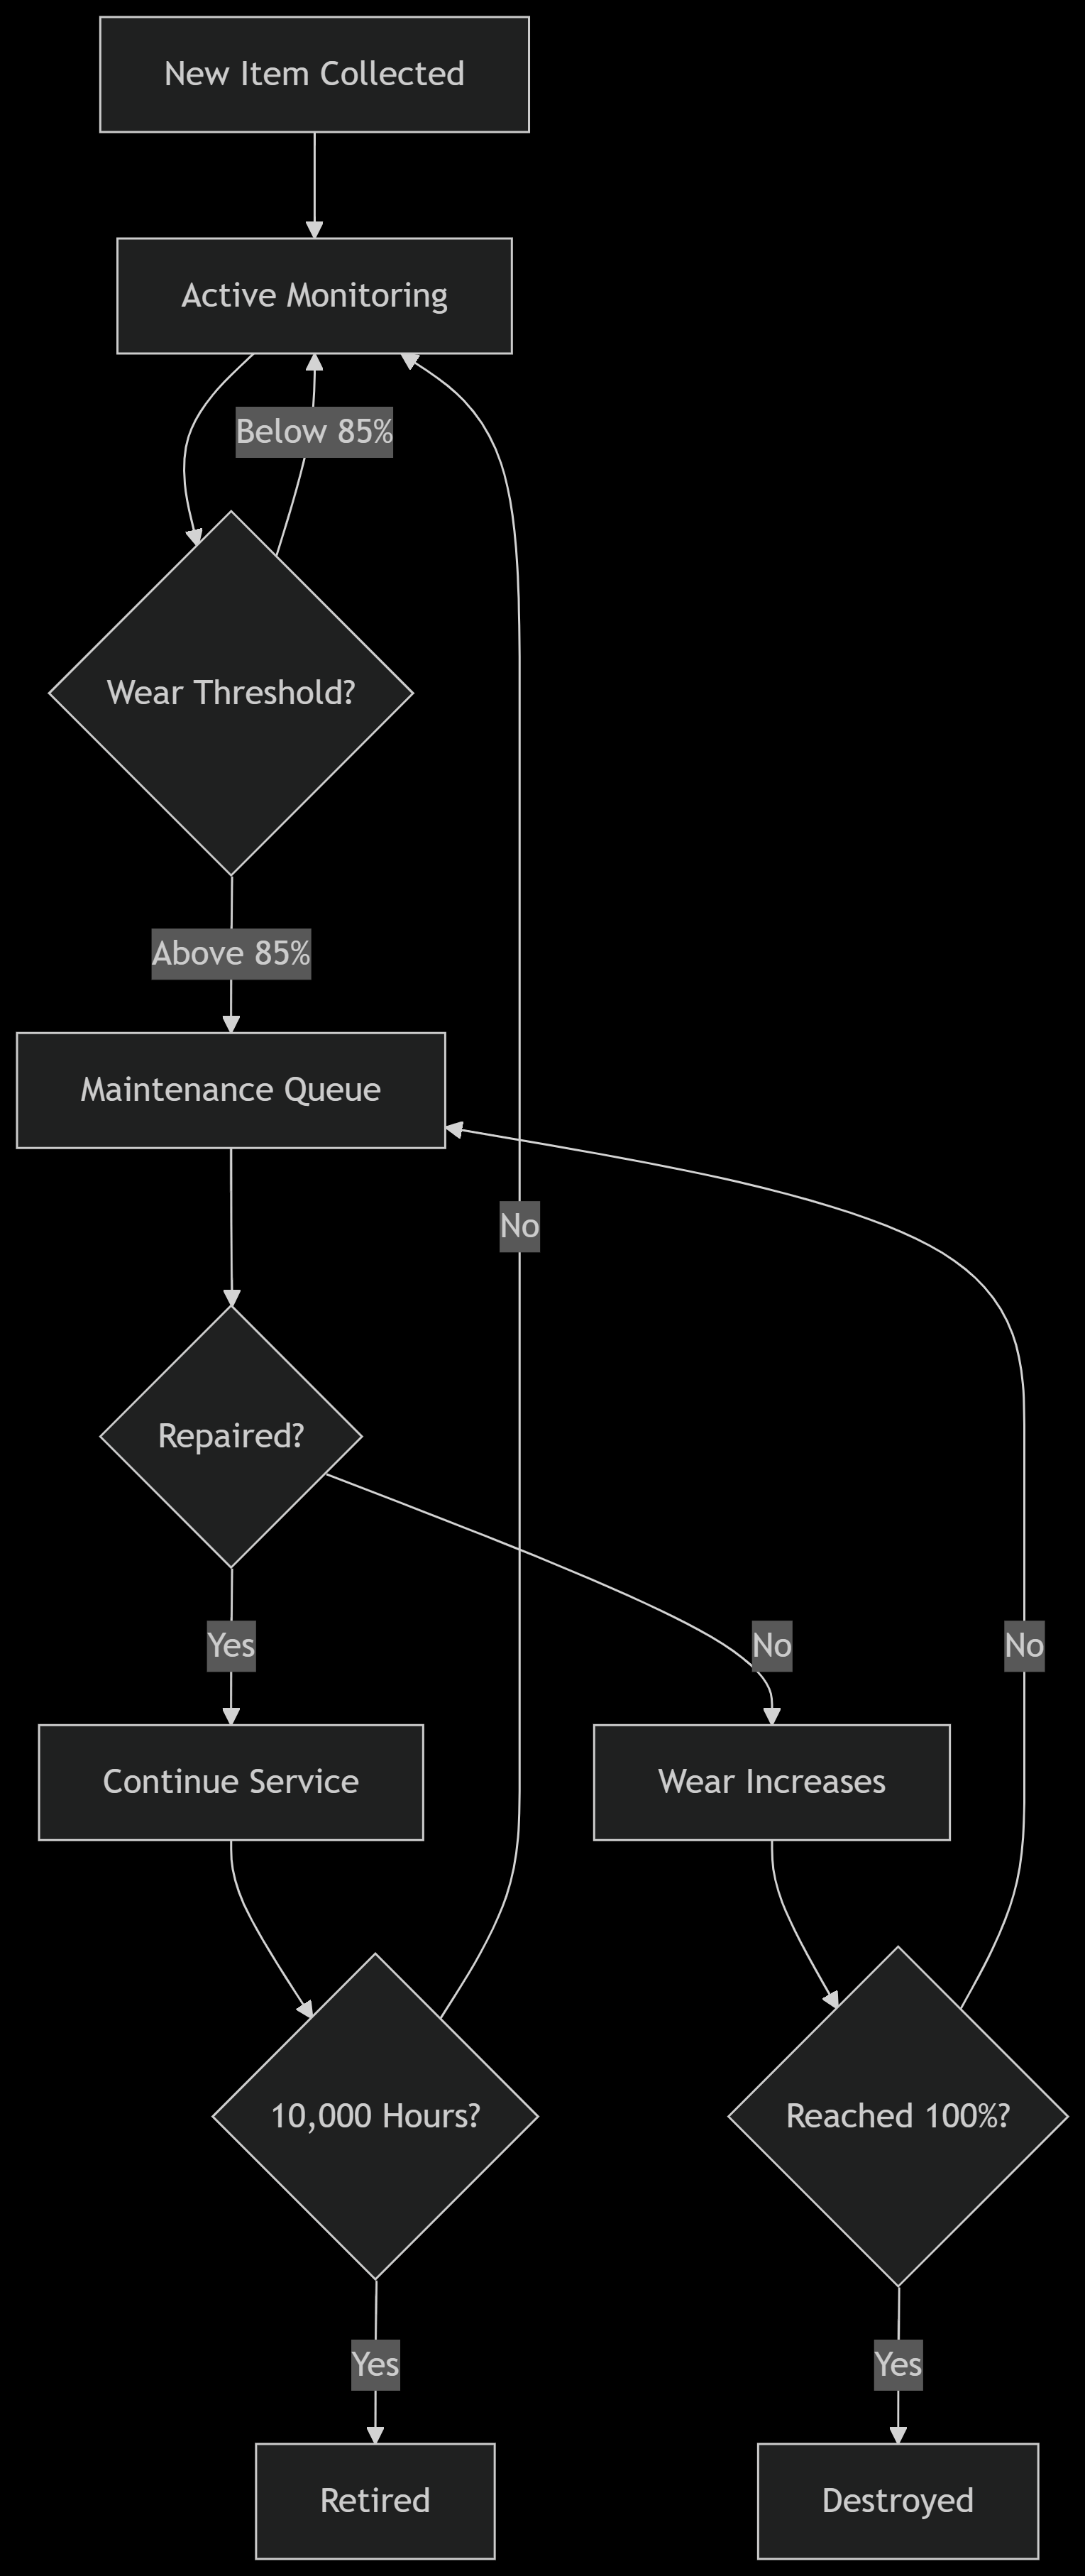 New Item Collected
Active Monitoring
Below 85%
Wear Threshold?
Above 85%
Maintenance Queue
No
Repaired?
Yes
No
No
Continue Service
Wear Increases
10,000 Hours?
Reached 100%?
Yes
Yes
Retired
Destroyed